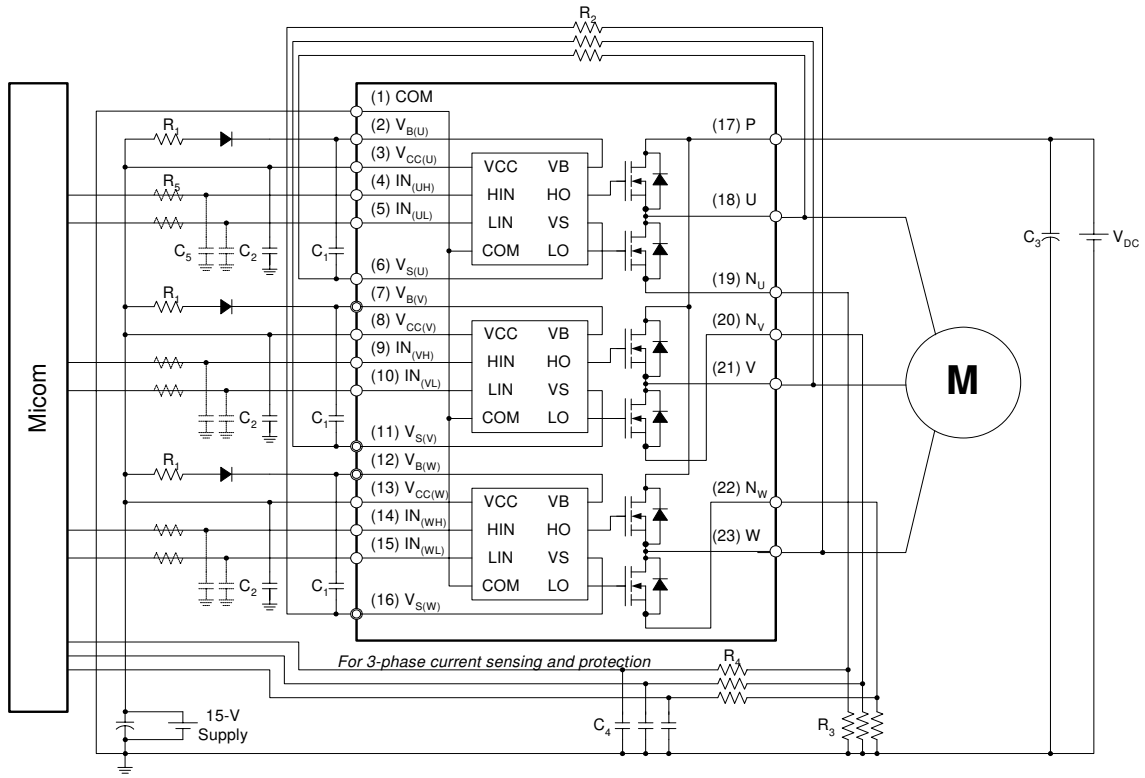 R2
Micom
(1) COM
R1
(2) VB(U)
(3) VCC(U)
R5
(4) IN(UH)
(5) IN(UL)
C5
C2
C1
(6) VS(U)
VCC VB
HIN HO
LIN VS
COM LO
(17) P
(18) U
(19) NU
C3
VDC
R1
(7) VB(V)
(8) VCC(V)
(9) IN(VH)
(10) IN(VL)
C2
C1
(11) VS(V)
VCC VB
HIN HO
LIN VS
COM LO
(20) NV
(21) V
M
R1
(12) VB(W)
(13) VCC(W)
(14) IN(WH)
(15) IN(WL)
C2
C1
(16) VS(W)
VCC VB
HIN HO
LIN VS
COM LO
(22) NW
(23) W
For 3-phase current sensing and protection
R4
15-V
Supply
C4
R3